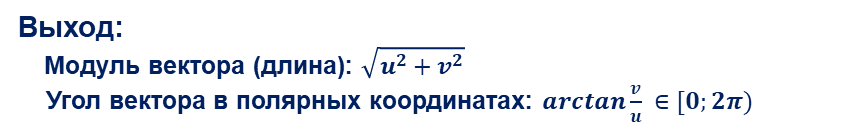 Выход:
Модуль вектора (длина): √(u² + v²)
Угол вектора в полярных координатах: arctan v/u ∈ [0; 2π)